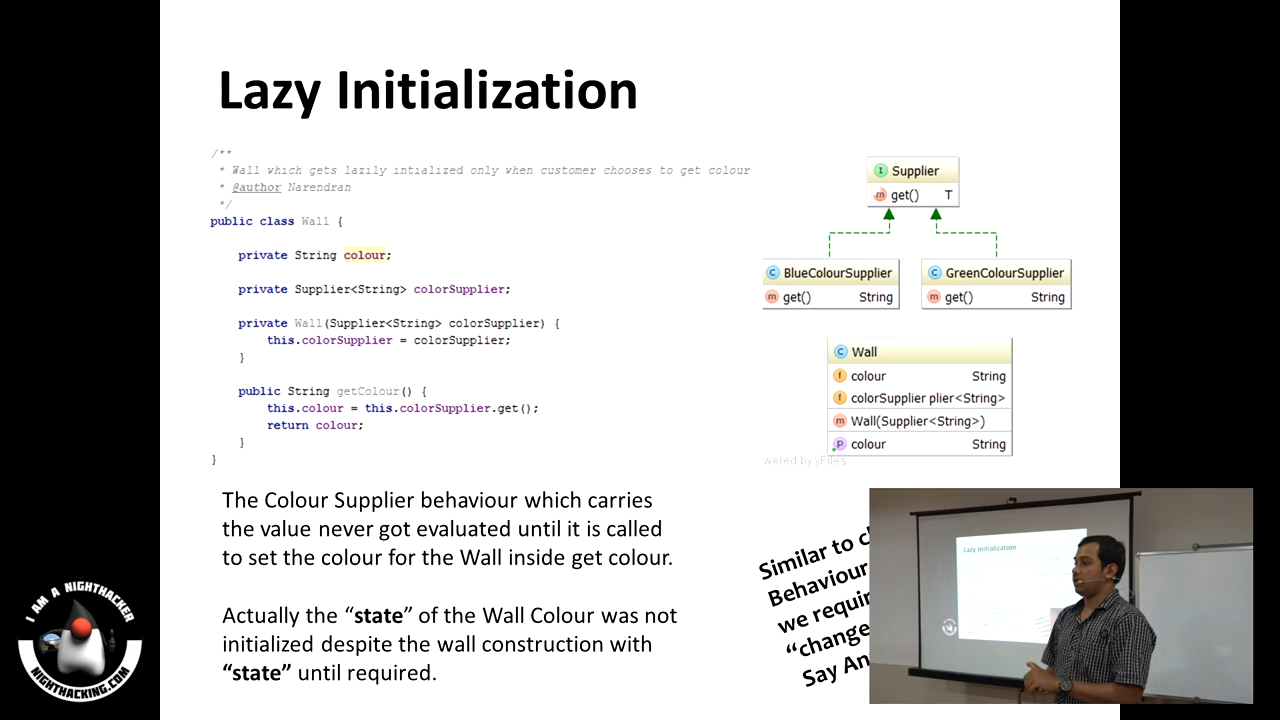 Lazy Initialization
/**
* Wall which gets lazily intialized only when customer chooses to get colour
* @author Narendran
*/
public class Wall {
private String colour;
private Supplier<String> colorSupplier;
private Wall(Supplier<String> colorSupplier) {
this.colorSupplier = colorSupplier;
}
public String getColour() {
this.colour = this.colorSupplier.get();
return colour;
}
}
I Supplier
m get() T
C BlueColourSupplier
m get() String
C GreenColourSupplier
m get() String
C Wall
f colour String
f colorSupplier plier<String>
m Wall(Supplier<String>)
P colour String
wered by yFiles
The Colour Supplier behaviour which carries
the value never got evaluated until it is called
to set the colour for the Wall inside get colour.
Actually the “state” of the Wall Colour was not
initialized despite the wall construction with
“state” until required.
Similar to
Behaviour
we requir
“change
Say An
Lazy Initialization
I AM A NIGHTHACKER
NIGHTHACKING.COM